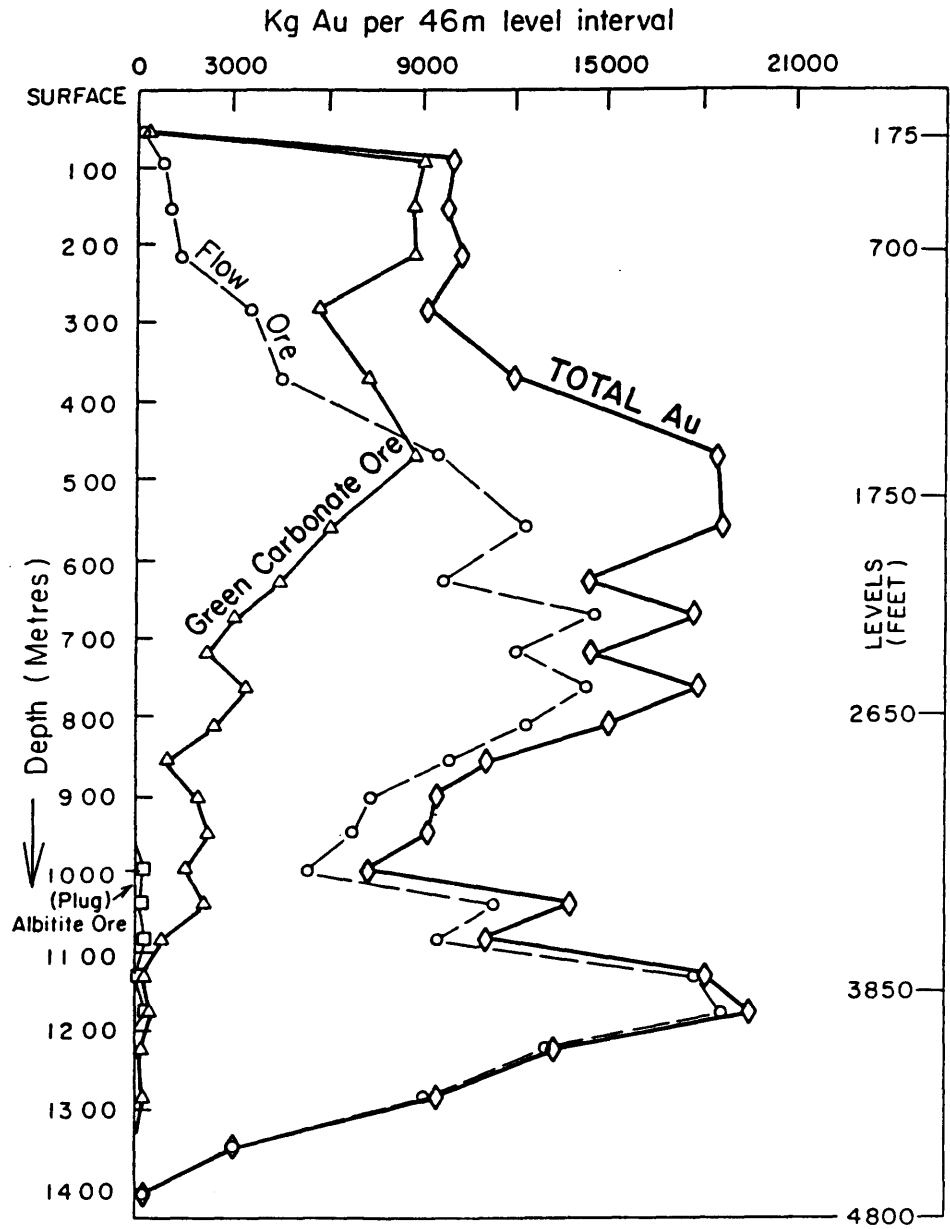 Kg Au per 46m level interval
0 3000 9000 15000 21000
SURFACE
175
100
200
700
300
400
500
1750
600
700
800
2650
900
1000
1100
3850
1200
1300
1400
4800
Flow Ore
TOTAL Au
Green Carbonate Ore
Depth (Metres)
LEVELS
(FEET)
(Plug)
Albitite Ore